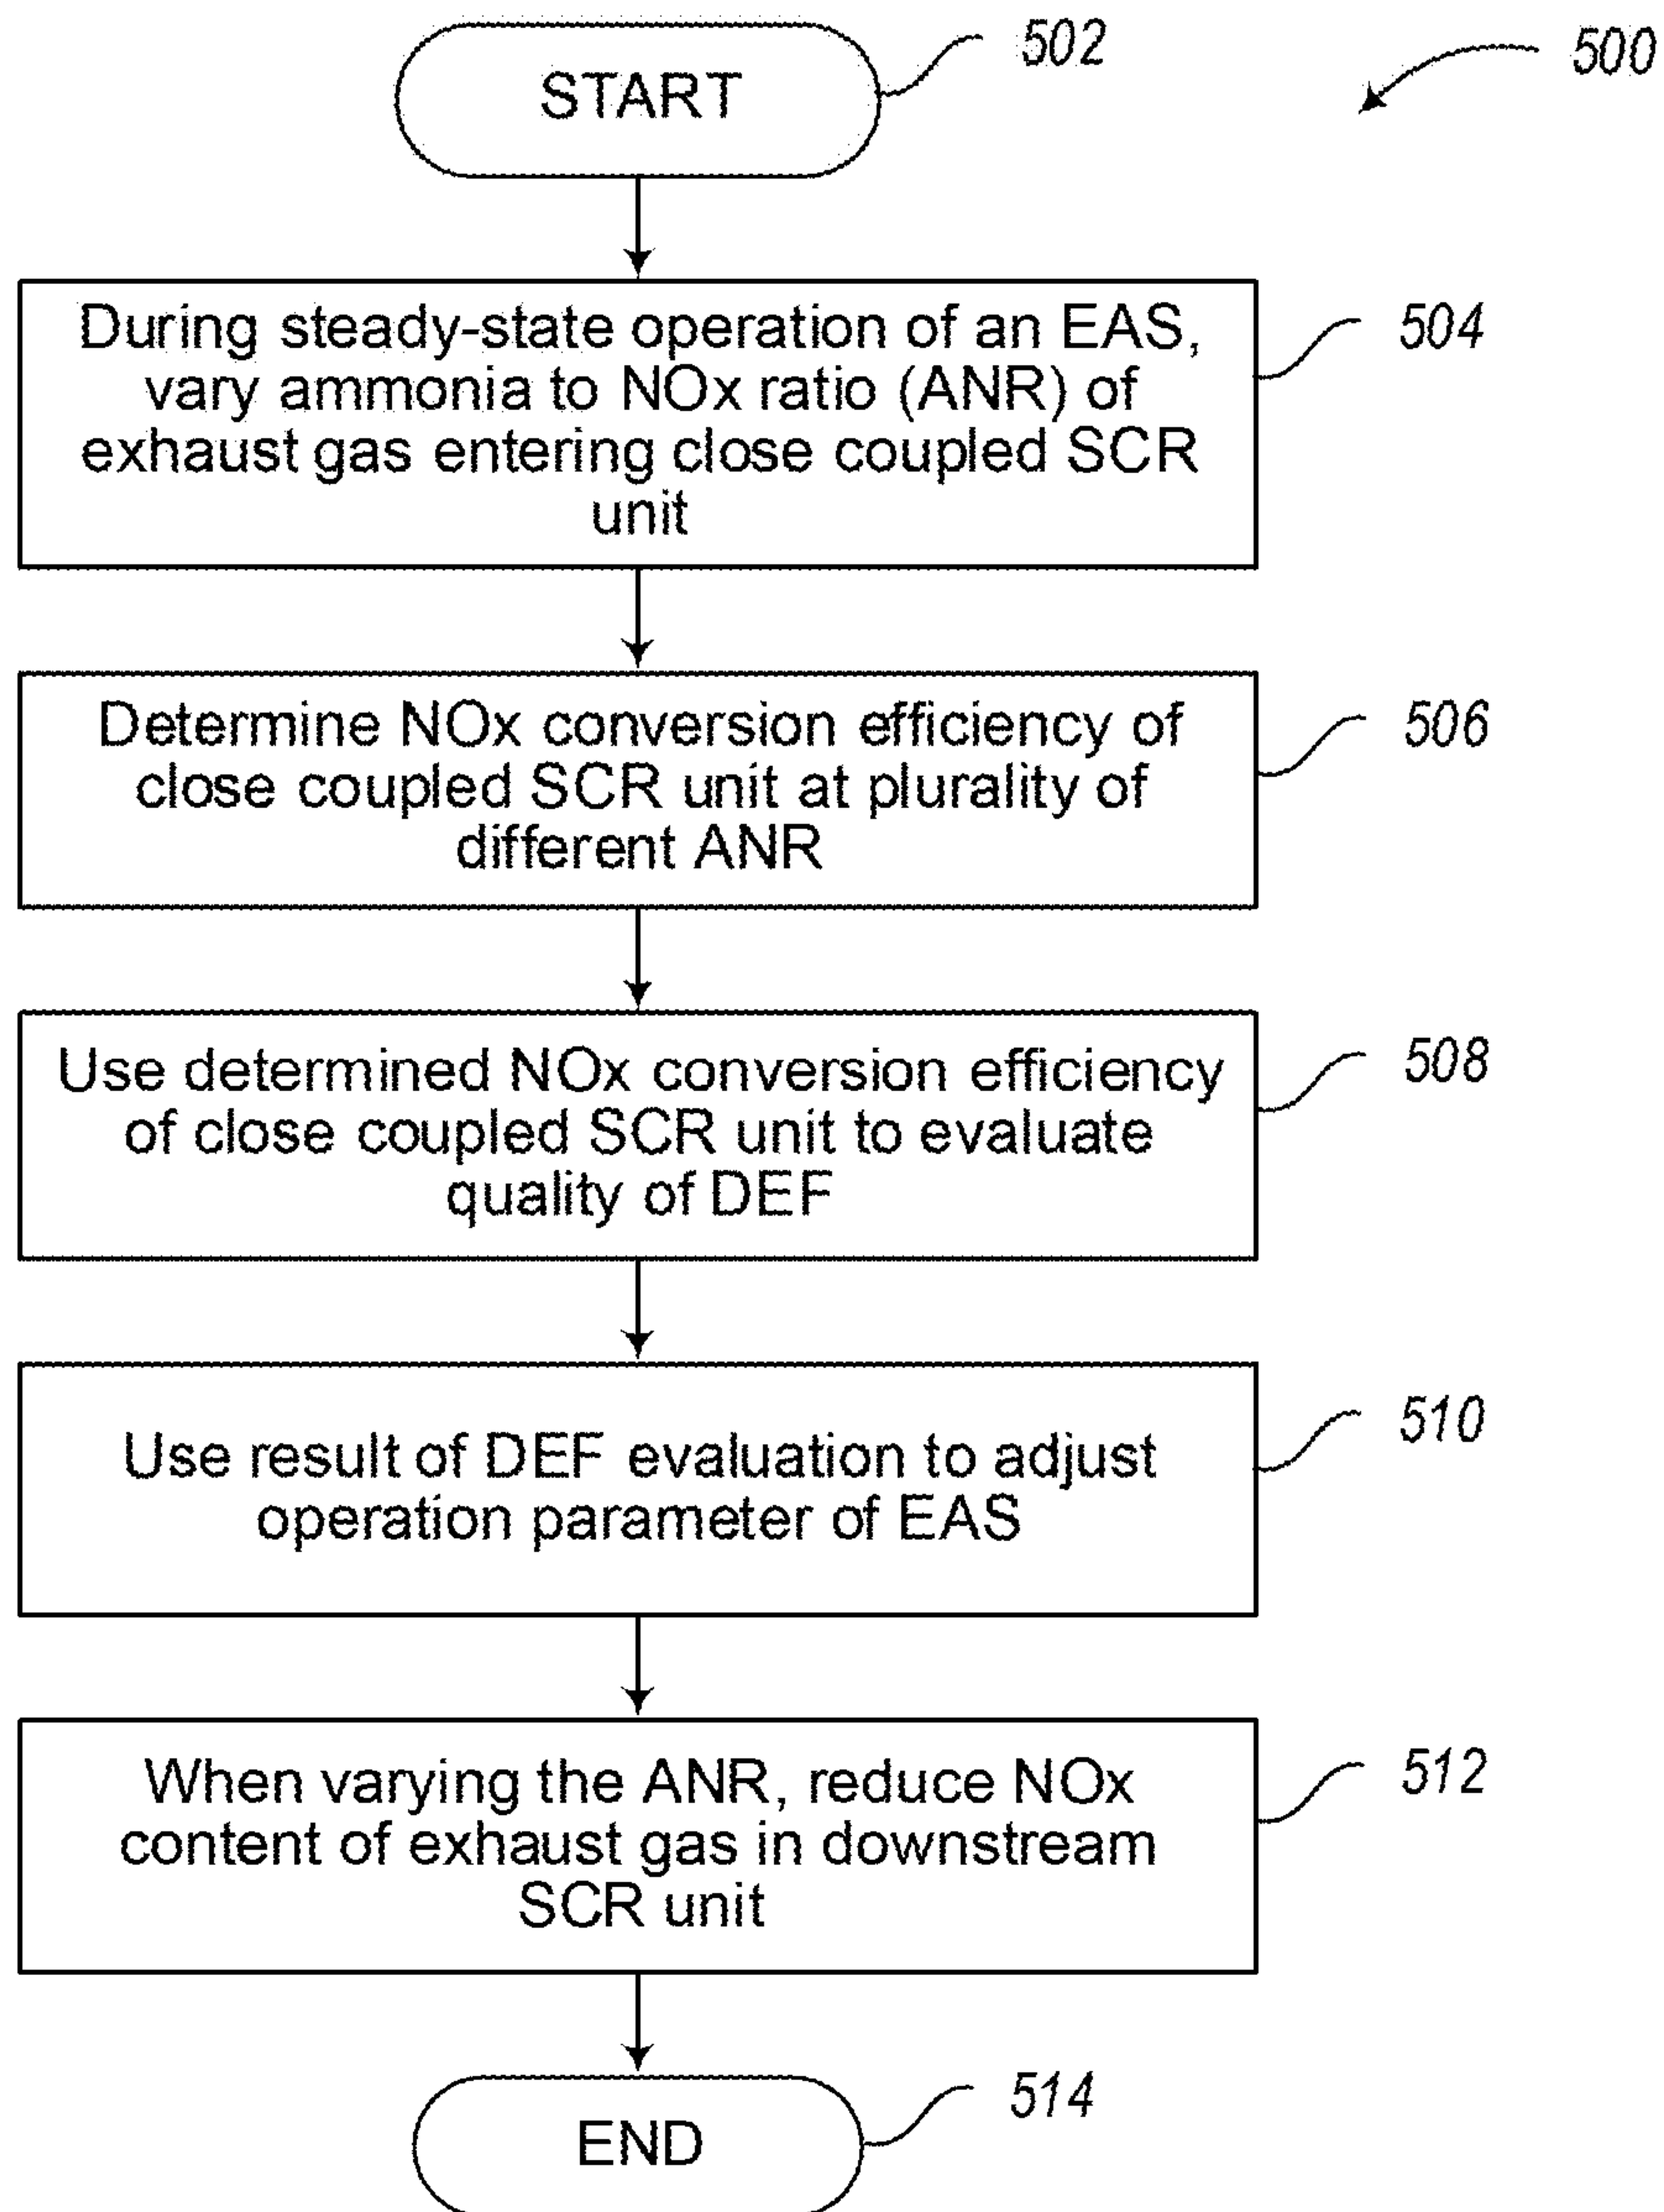 502
500
START
During steady-state operation of an EAS,
vary ammonia to NOx ratio (ANR) of
exhaust gas entering close coupled SCR
unit
504
Determine NOx conversion efficiency of
close coupled SCR unit at plurality of
different ANR
506
Use determined NOx conversion efficiency
of close coupled SCR unit to evaluate
quality of DEF
508
Use result of DEF evaluation to adjust
operation parameter of EAS
510
When varying the ANR, reduce NOx
content of exhaust gas in downstream
SCR unit
512
END
514